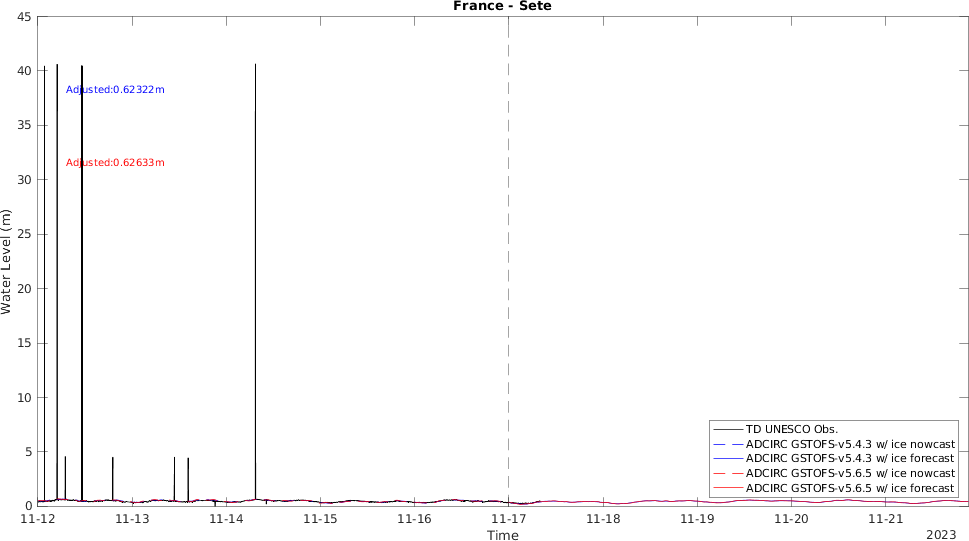 France - Sete
45
40
35
30
25
20
15
10
5
0
Water Level (m)
Adjusted:0.62322m
Adjusted:0.62633m
TD UNESCO Obs.
ADCIRC GSTOFS-v5.4.3 w/ ice nowcast
ADCIRC GSTOFS-v5.4.3 w/ ice forecast
ADCIRC GSTOFS-v5.6.5 w/ ice nowcast
ADCIRC GSTOFS-v5.6.5 w/ ice forecast
11-12 11-13 11-14 11-15 11-16 11-17 11-18 11-19 11-20 11-21
Time
2023